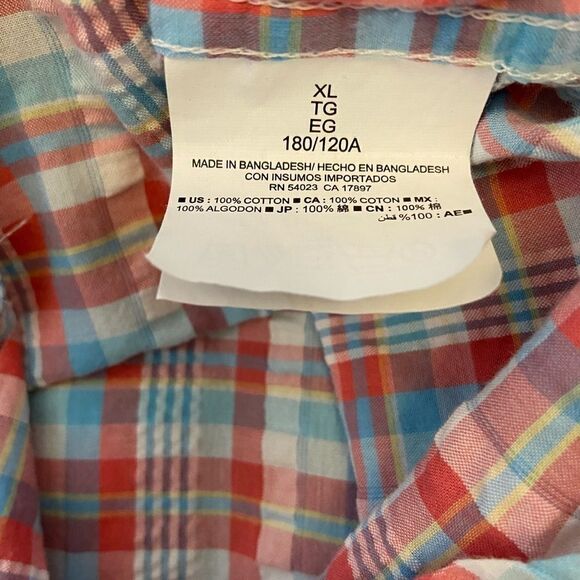 XL
TG
EG
180/120A
MADE IN BANGLADESH/ HECHO EN BANGLADESH
CON INSUMOS IMPORTADOS
RN 54023 CA 17897
■ US : 100% COTTON ■ CA : 100% COTTON ■ MX :
100% ALGODON ■ JP : 100% 綿 ■ CN : 100% 棉
■AE : 100% قطن